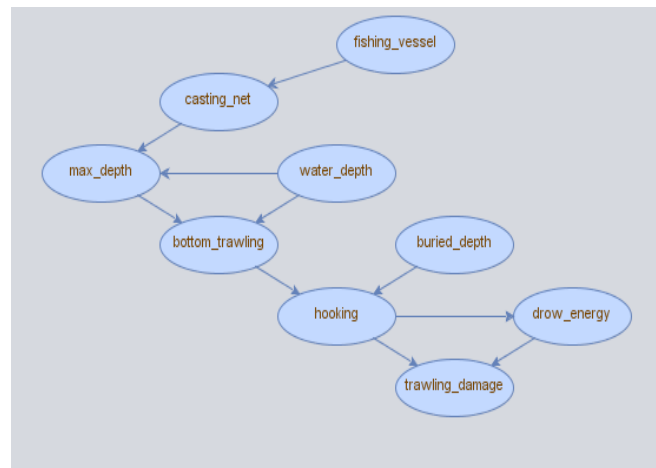 fishing_vessel
casting_net
max_depth
water_depth
bottom_trawling
buried_depth
hooking
drow_energy
trawling_damage